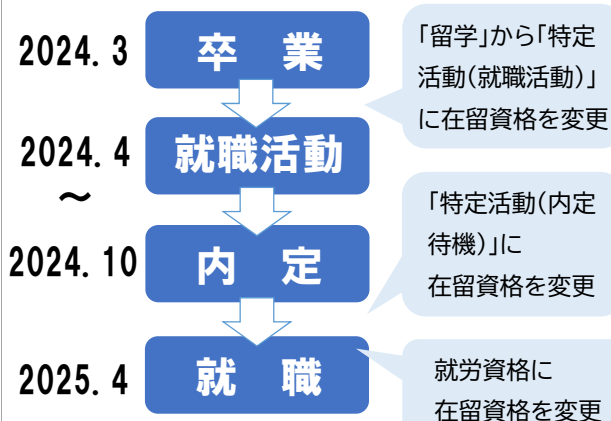 2024. 3
卒　業
「留学」から「特定
活動(就職活動)」
に在留資格を変更
2024. 4
就職活動
～
「特定活動(内定
待機)」に
在留資格を変更
2024. 10
内　定
2025. 4
就　職
就労資格に
在留資格を変更